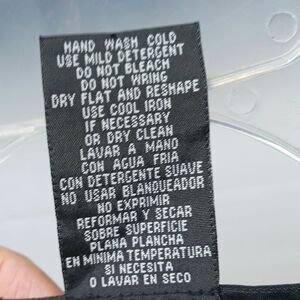 HAND WASH COLD
USE MILD DETERGENT
DO NOT BLEACH
DO NOT WRING
DRY FLAT AND RESHAPE
USE COOL IRON
IF NECESSARY
OR DRY CLEAN
LAVAR A MANO
CON AGUA FRIA
CON DETERGENTE SUAVE
NO USAR BLANQUEADOR
NO EXPRIMIR
REFORMAR Y SECAR
SOBRE SUPERFICIE
PLANA PLANCHA
EN MINIMA TEMPERATURA
SI NECESITA
O LAVAR EN SECO